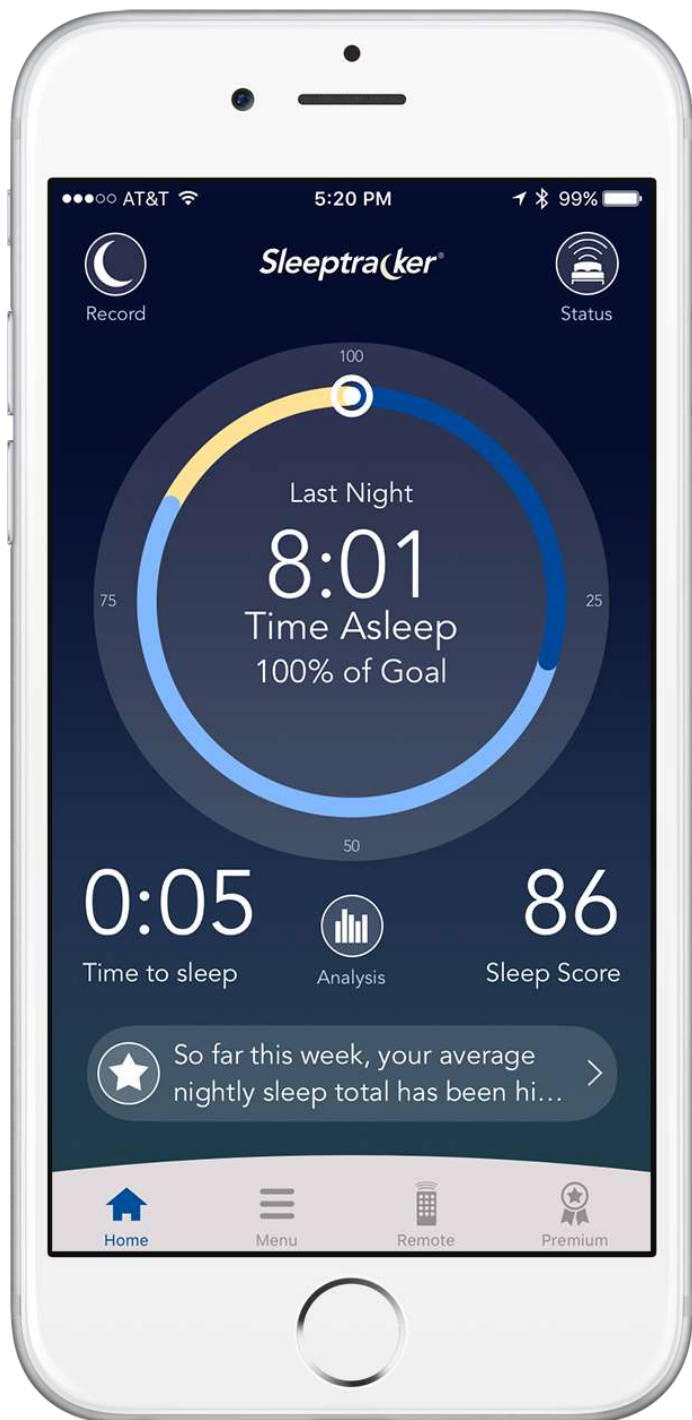 ●●●○○ AT&T 5:20 PM 99%
Sleeptracker®
Record
Status
100
Last Night
8:01
75
25
Time Asleep
100% of Goal
50
0:05
86
Time to sleep
Analysis
Sleep Score
So far this week, your average
nightly sleep total has been hi...
Home
Menu
Remote
Premium